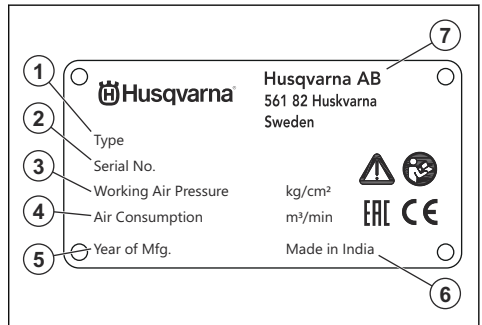 7
1
Husqvarna
Husqvarna AB
561 82 Huskvarna
Sweden
2
Type
Serial No.
3
Working Air Pressure kg/cm²
4
Air Consumption m³/min
EAC CE
5
Year of Mfg. Made in India
6